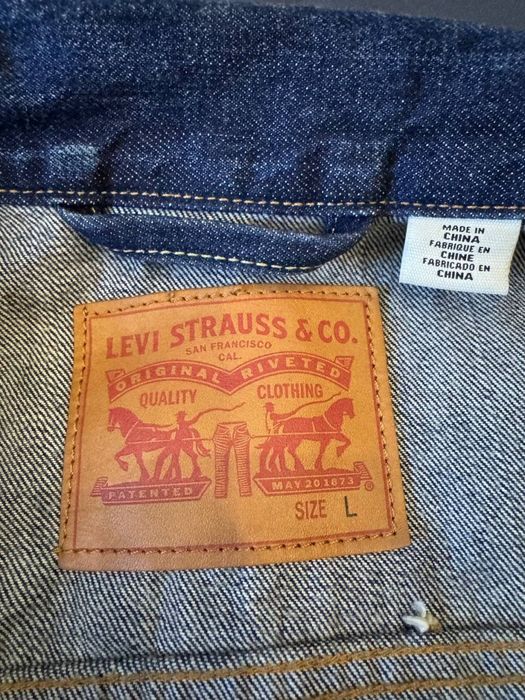 MADE IN
CHINA
FABRIQUE EN
CHINE
FABRICADO EN
CHINA
LEVI STRAUSS & CO.
SAN FRANCISCO
CAL.
ORIGINAL RIVETED
QUALITY CLOTHING
PATENTED MAY 20 1873
®
SIZE L